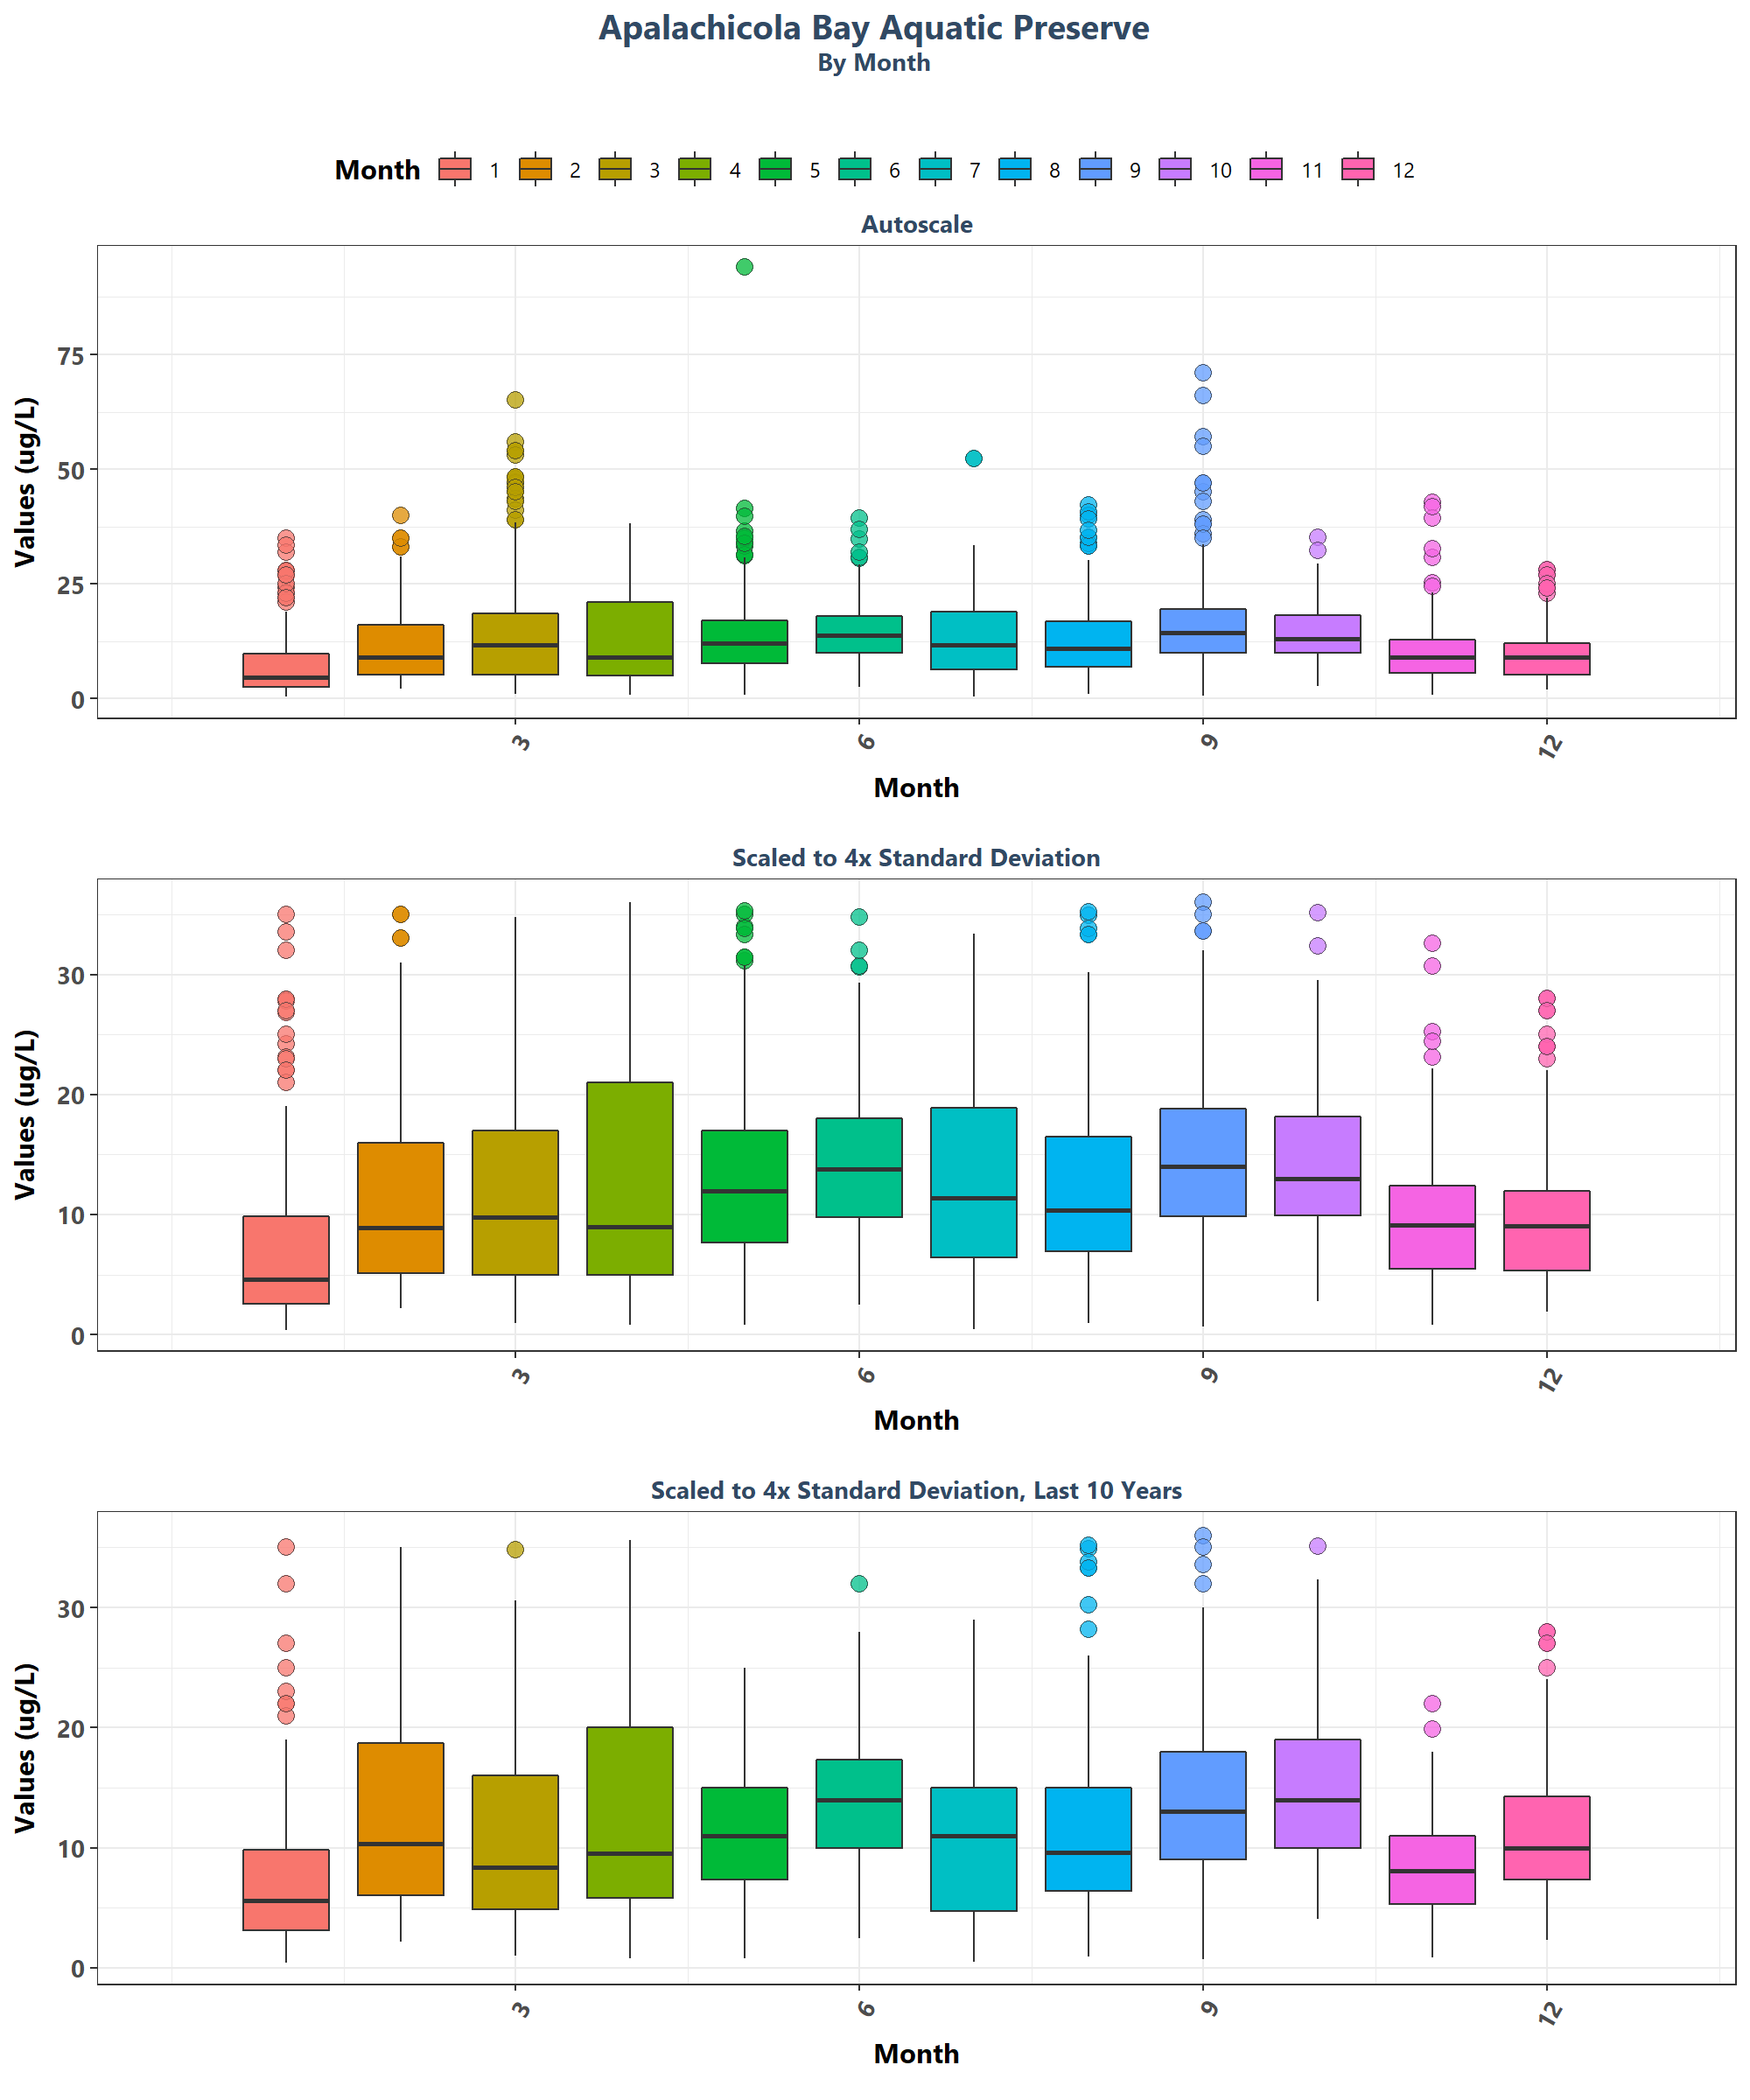 Apalachicola Bay Aquatic Preserve
By Month
Month 1 2 3 4 5 6 7 8 9 10 11 12
Autoscale
Values (ug/L)
75
50
25
0
3 6 9 12
Month
Scaled to 4x Standard Deviation
Values (ug/L)
30
20
10
0
3 6 9 12
Month
Scaled to 4x Standard Deviation, Last 10 Years
Values (ug/L)
30
20
10
0
3 6 9 12
Month